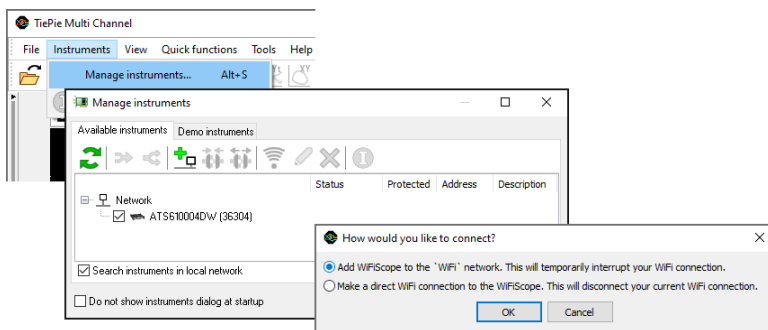 TiePie Multi Channel
File Instruments View Quick functions Tools Help
Manage instruments... Alt+S
Manage instruments
Available instruments Demo instruments
Status Protected Address Description
Network
ATS610004DW (36304)
Search instruments in local network
Do not show instruments dialog at startup
How would you like to connect?
Add WiFiScope to the `WiFi` network. This will temporarily interrupt your WiFi connection.
Make a direct WiFi connection to the WiFiScope. This will disconnect your current WiFi connection.
OK Cancel